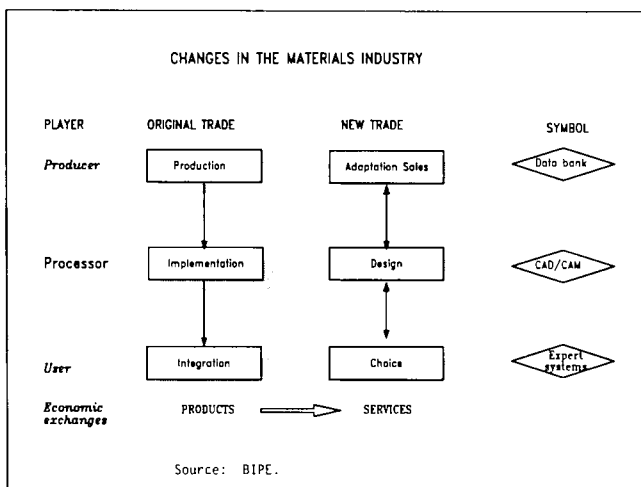 CHANGES IN THE MATERIALS INDUSTRY
PLAYER ORIGINAL TRADE NEW TRADE SYMBOL
Producer Production Adaptation Sales Data bank
Processor Implementation Design CAD/CAM
User Integration Choice Expert systems
Economic exchanges PRODUCTS SERVICES
Source: BIPE.